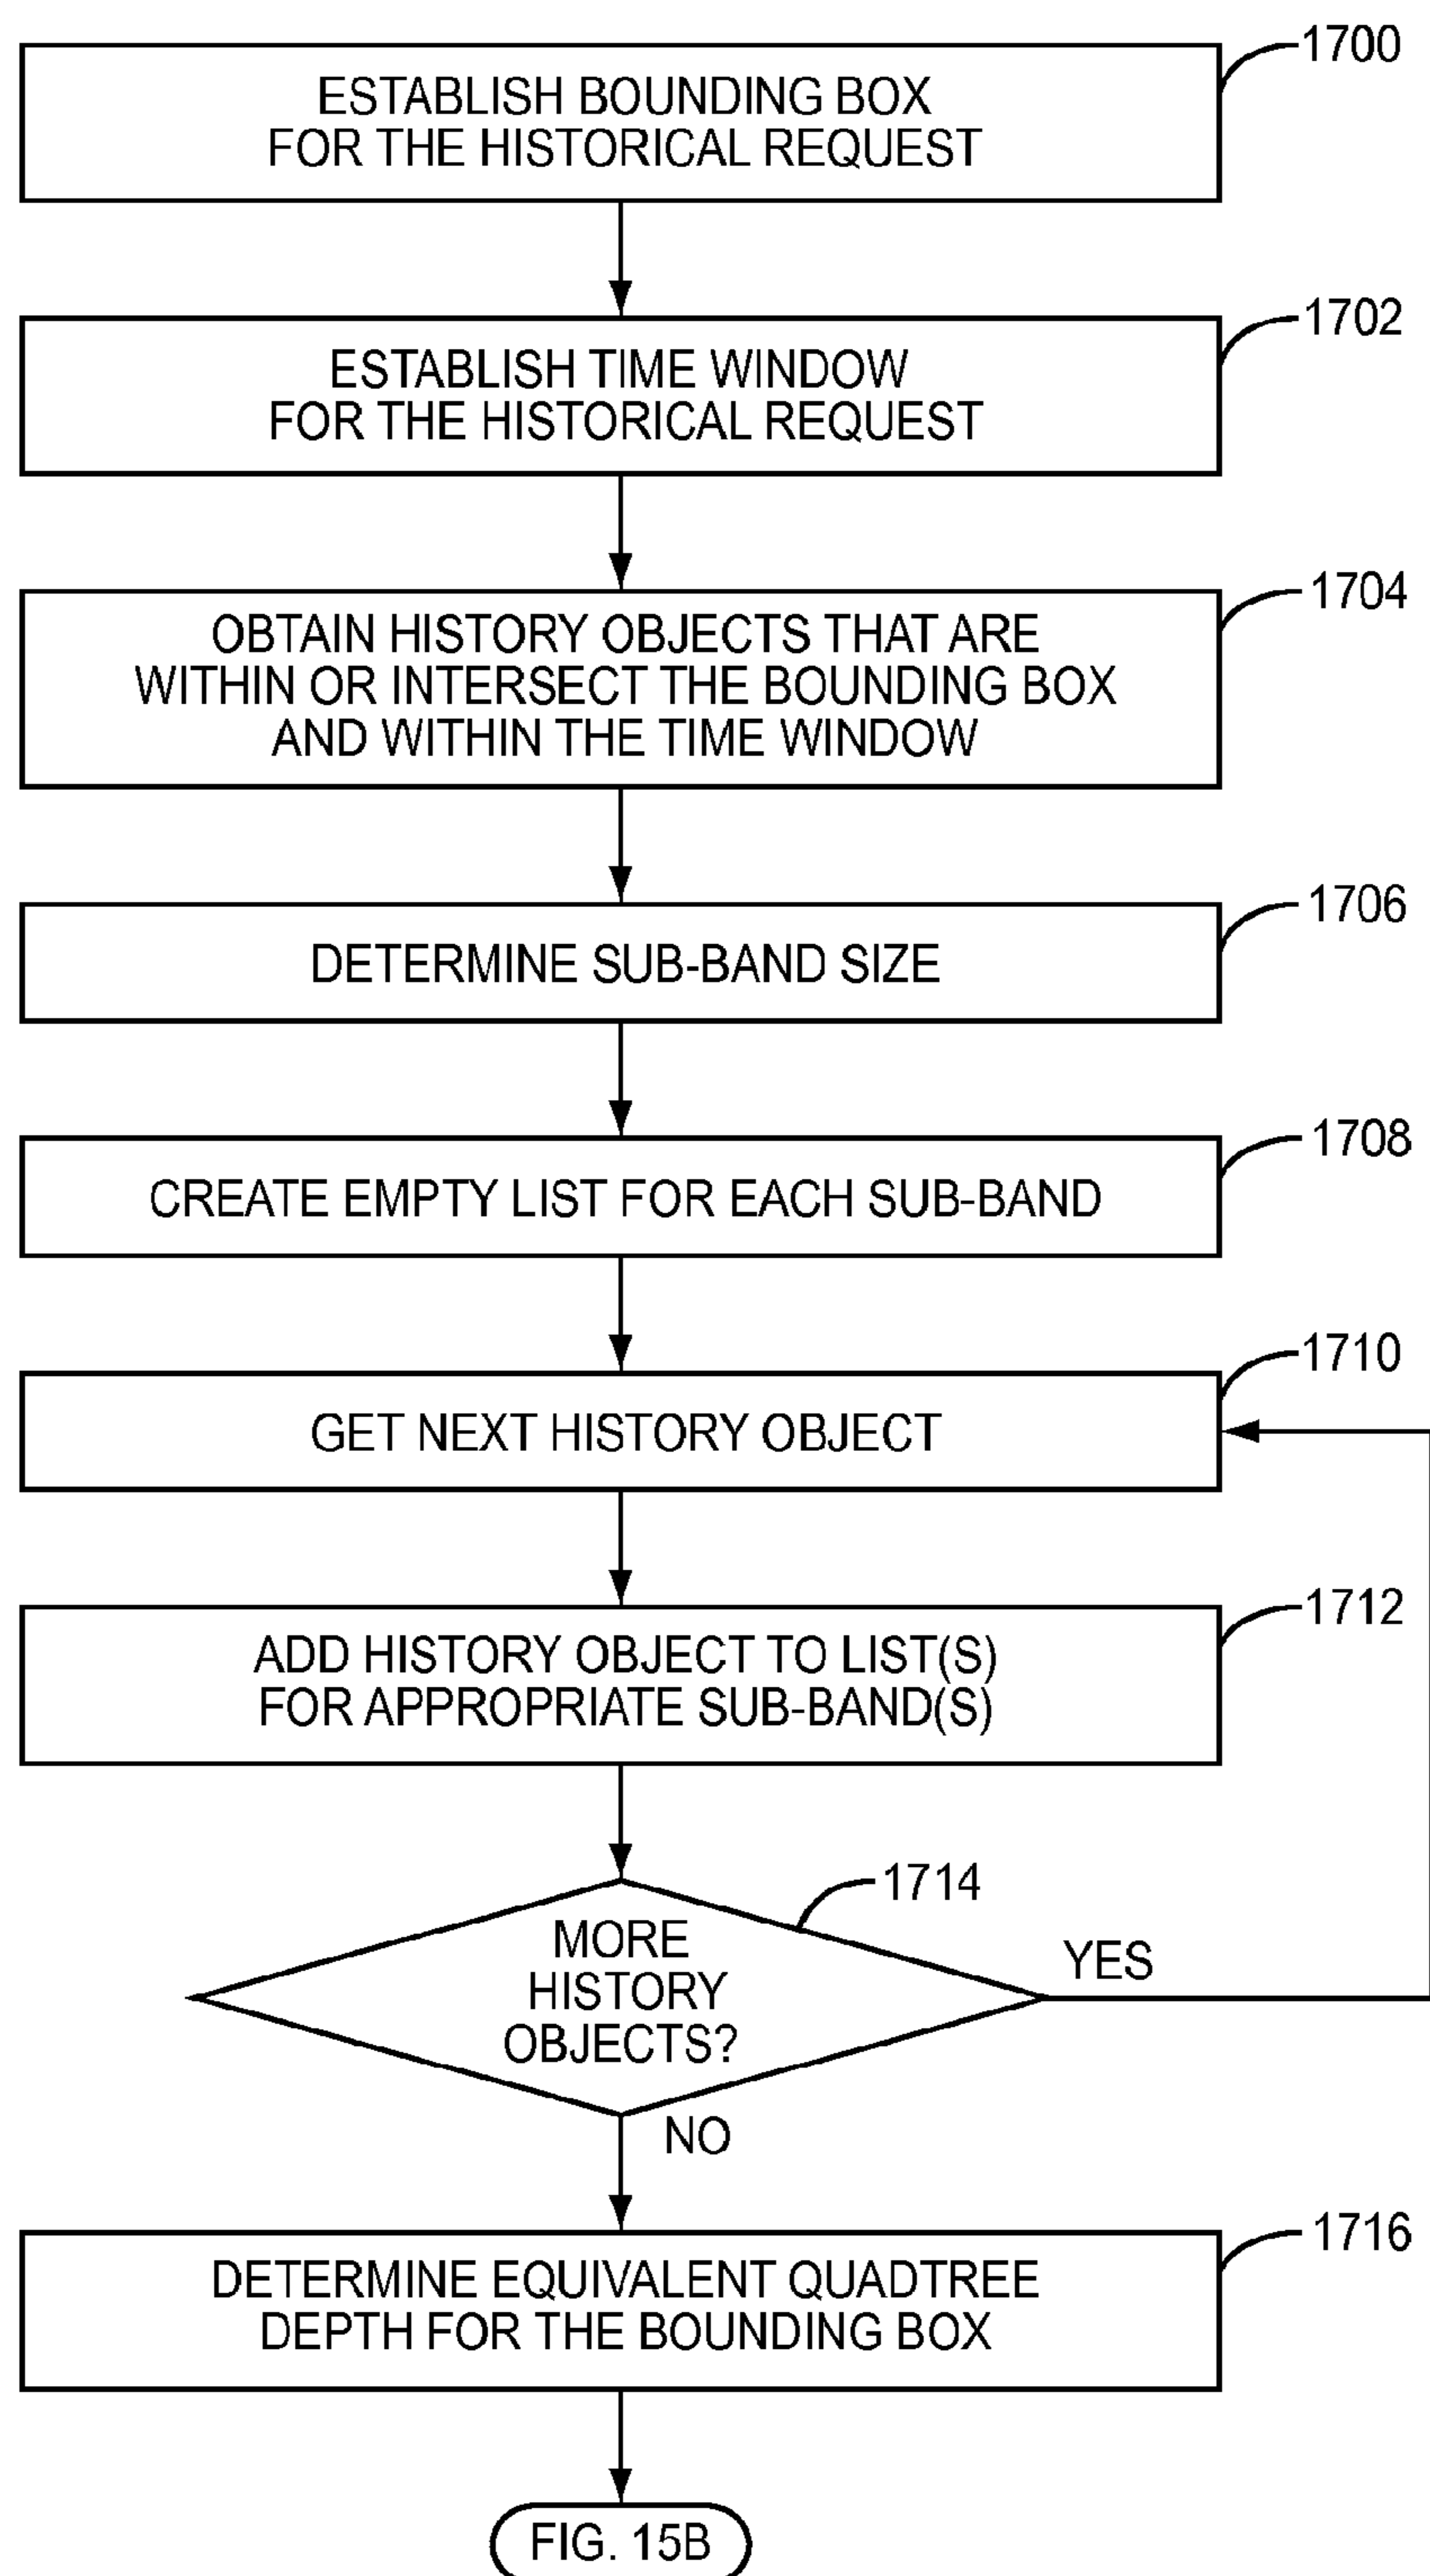 1700
ESTABLISH BOUNDING BOX
FOR THE HISTORICAL REQUEST
1702
ESTABLISH TIME WINDOW
FOR THE HISTORICAL REQUEST
1704
OBTAIN HISTORY OBJECTS THAT ARE
WITHIN OR INTERSECT THE BOUNDING BOX
AND WITHIN THE TIME WINDOW
1706
DETERMINE SUB-BAND SIZE
1708
CREATE EMPTY LIST FOR EACH SUB-BAND
1710
GET NEXT HISTORY OBJECT
1712
ADD HISTORY OBJECT TO LIST(S)
FOR APPROPRIATE SUB-BAND(S)
1714
MORE
HISTORY
OBJECTS?
YES
NO
1716
DETERMINE EQUIVALENT QUADTREE
DEPTH FOR THE BOUNDING BOX
FIG. 15B